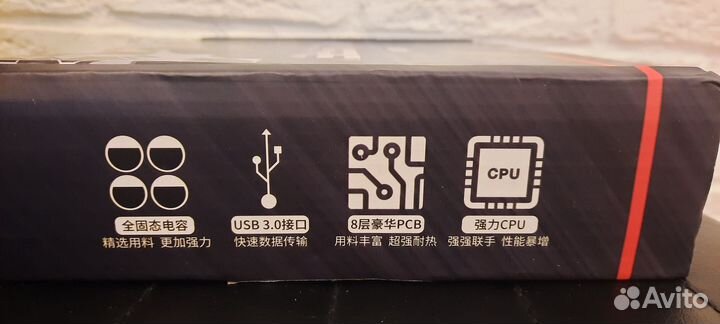 CPU
全固态电容
USB 3.0接口
8层豪华PCB
强力CPU
精选用料 更加强力
快速数据传输
用料丰富 超强耐热
强强联手 性能暴增
Avito